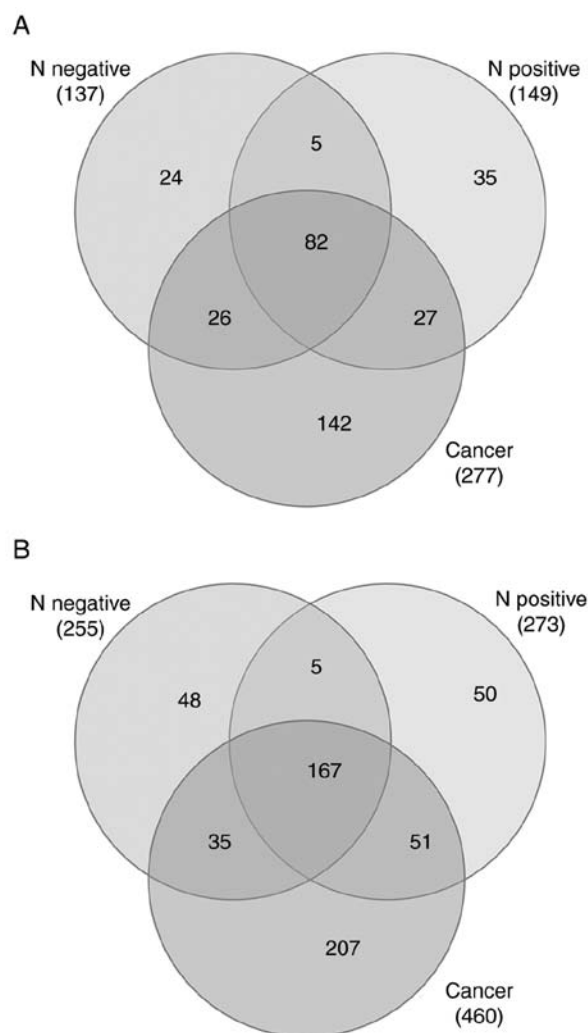 A
N negative
(137)
N positive
(149)
5
24
35
82
26
27
142
Cancer
(277)
B
N negative
(255)
N positive
(273)
5
48
50
167
35
51
207
Cancer
(460)